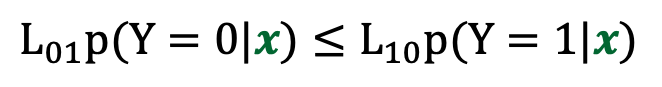 L₀₁p(Y = 0|x) ≤ L₁₀p(Y = 1|x)